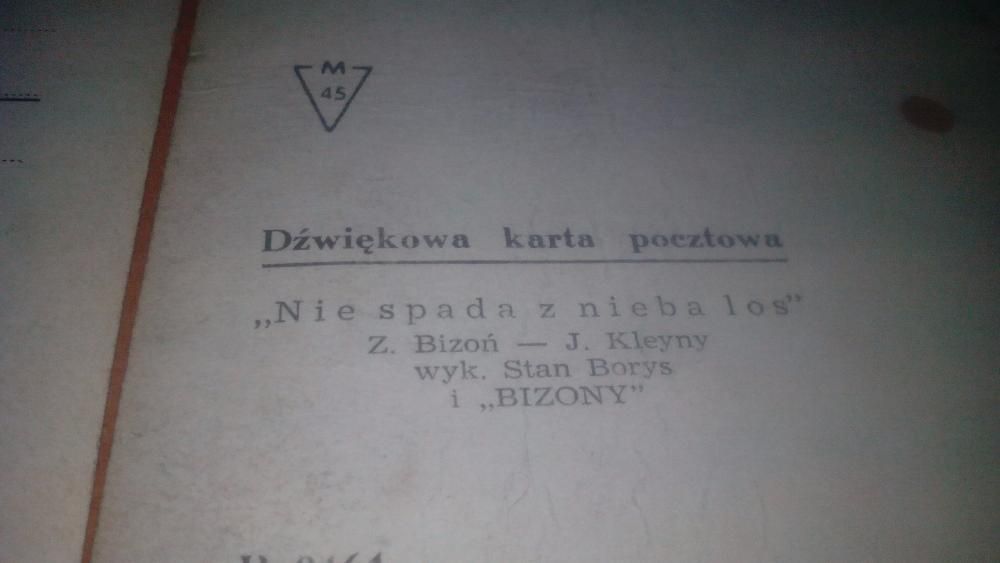 M
45
Dźwiękowa karta pocztowa
„Nie spada z nieba los”
Z. Bizoń — J. Kleyny
wyk. Stan Borys
i „BIZONY”